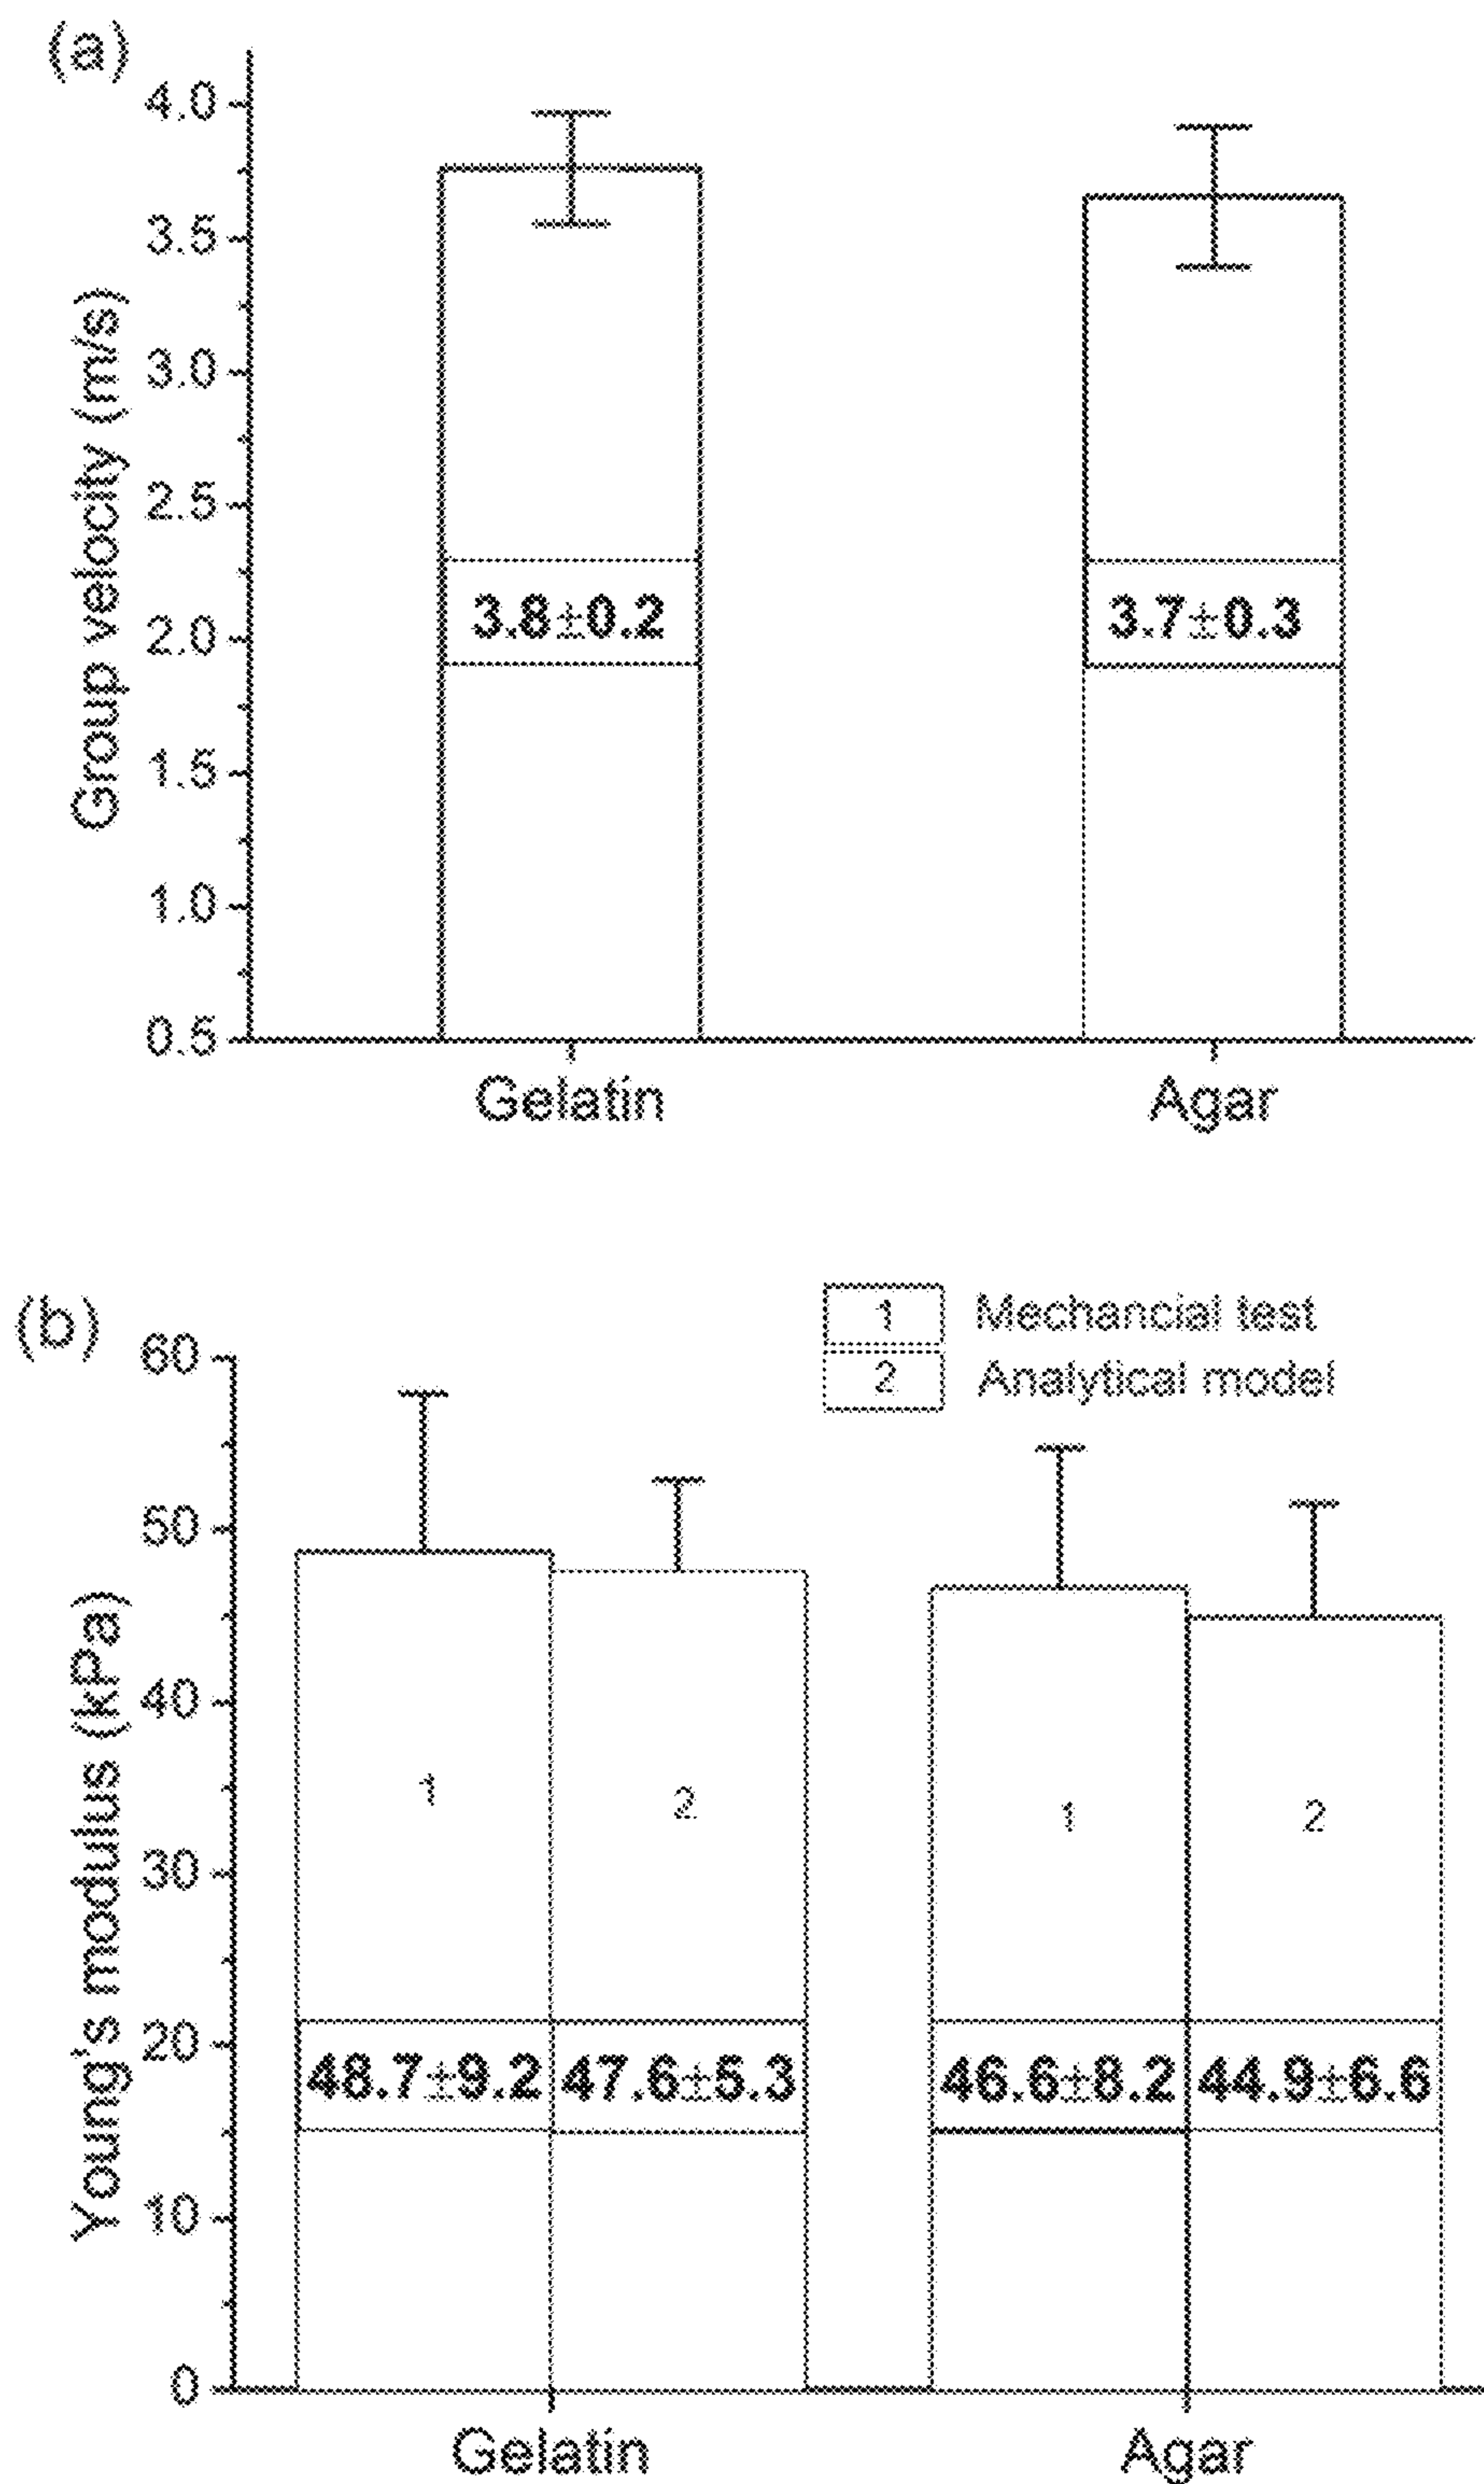 (a)
4.0
3.5
3.0
2.5
2.0
1.5
1.0
0.5
Group velocity (m/s)
3.8±0.2
3.7±0.3
Gelatin
Agar
(b)
1 Mechancial test
2 Analytical model
60
50
40
30
20
10
0
Young's modulus (kPa)
1
2
1
2
48.7±9.2
47.6±5.3
46.6±8.2
44.9±6.6
Gelatin
Agar